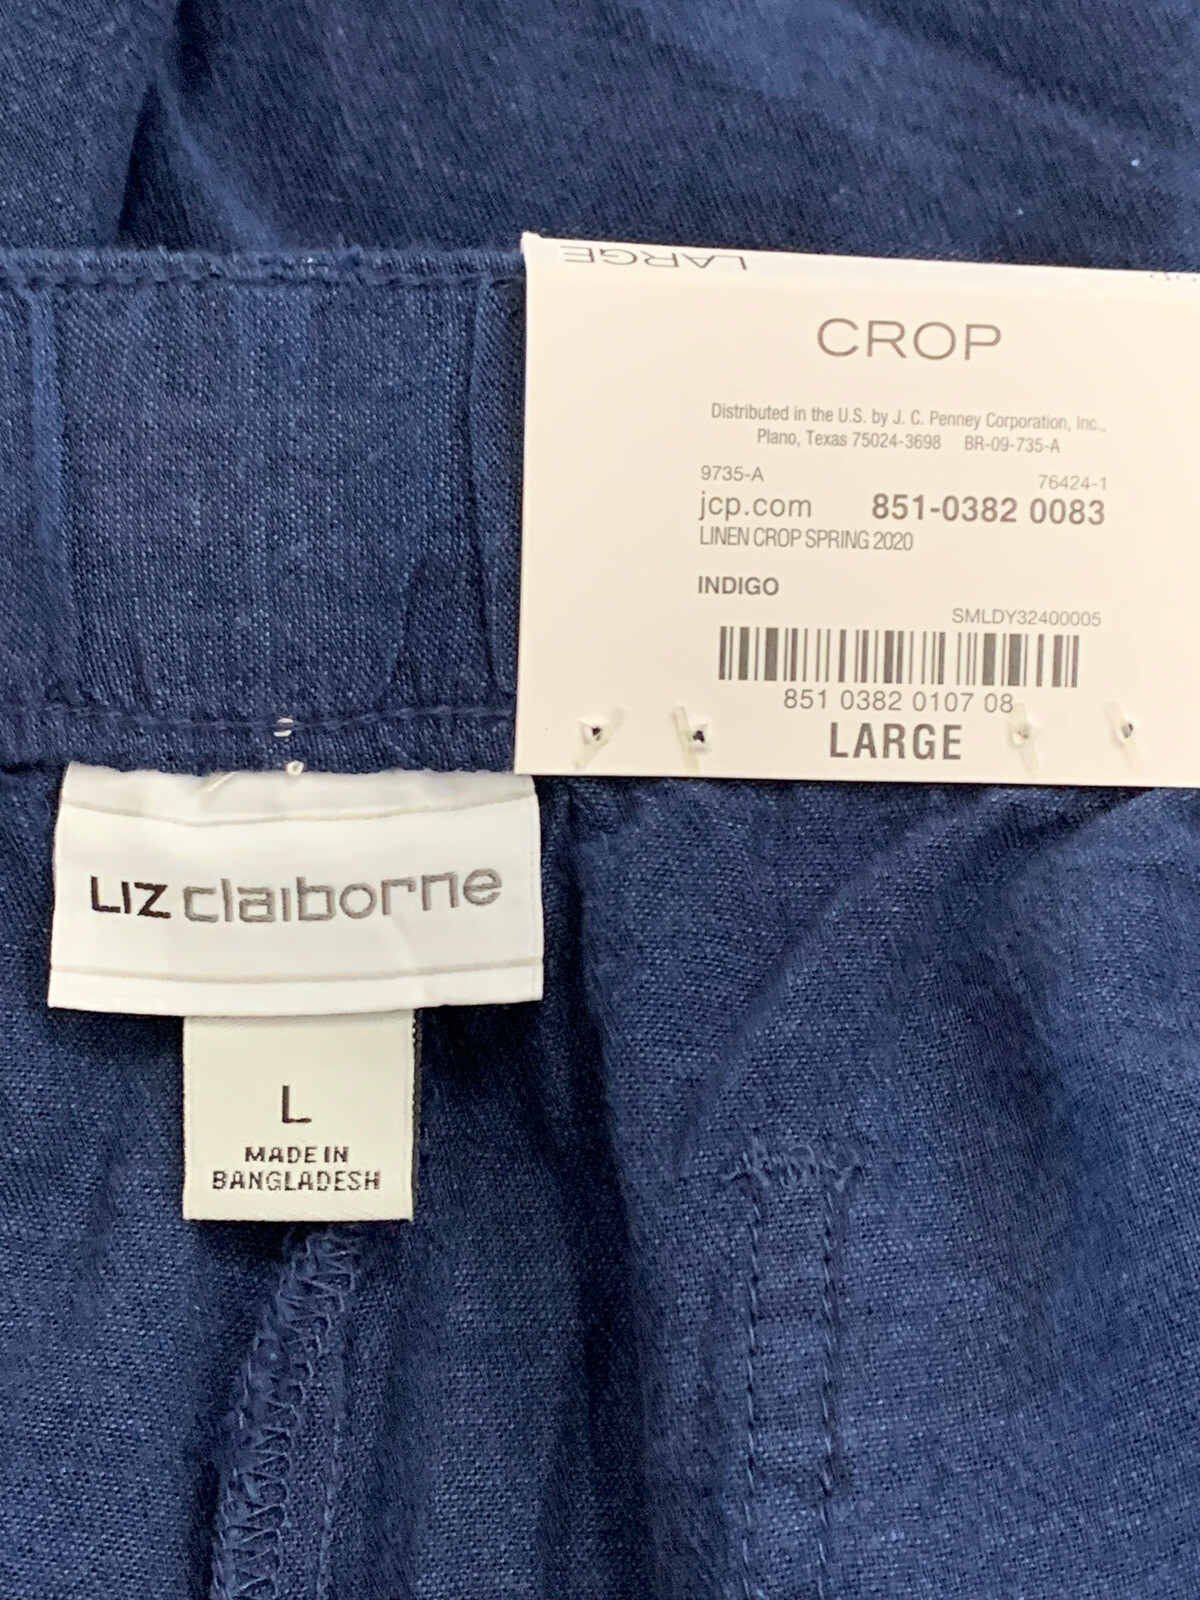 LARGE
CROP
Distributed in the U.S. by J. C. Penney Corporation, Inc.,
Plano, Texas 75024-3698 BR-09-735-A
9735-A 76424-1
jcp.com 851-0382 0083
LINEN CROP SPRING 2020
INDIGO
SMLDY32400005
851 0382 0107 08
LARGE
LIZ claiborne
L
MADE IN
BANGLADESH